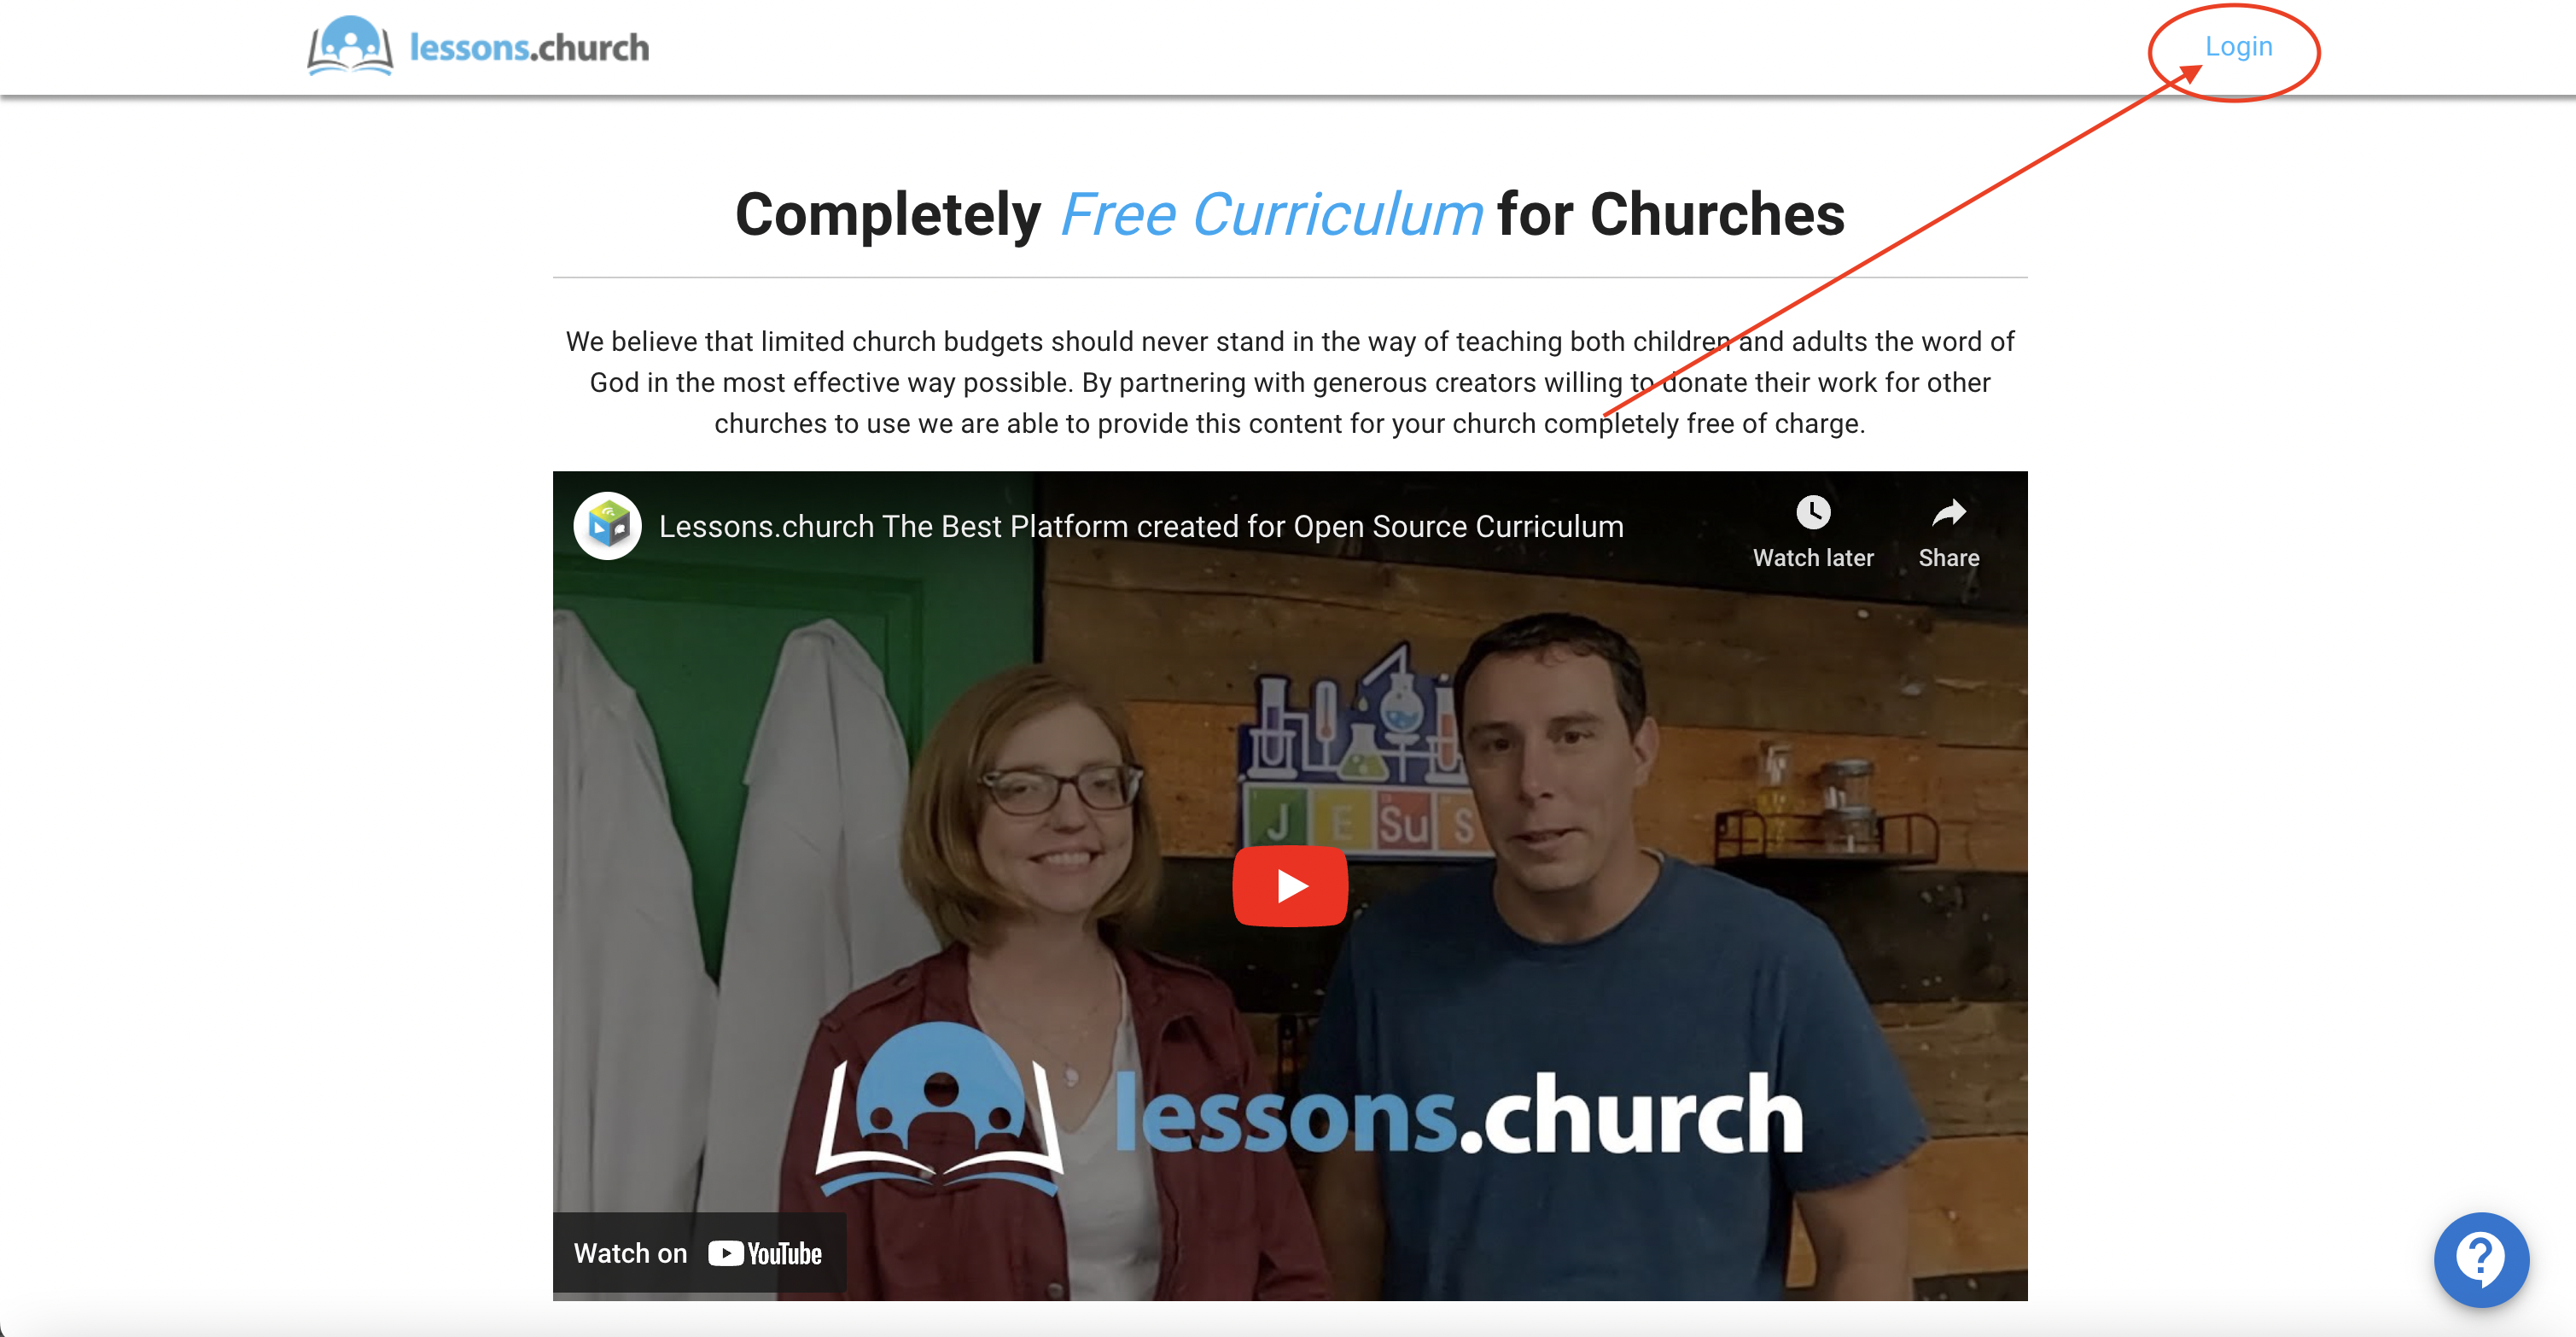 lessons.church
Login
Completely Free Curriculum for Churches
We believe that limited church budgets should never stand in the way of teaching both children and adults the word of
God in the most effective way possible. By partnering with generous creators willing to donate their work for other
churches to use we are able to provide this content for your church completely free of charge.
Lessons.church The Best Platform created for Open Source Curriculum
Watch later
Share
J E Su S
lessons.church
Watch on YouTube
?